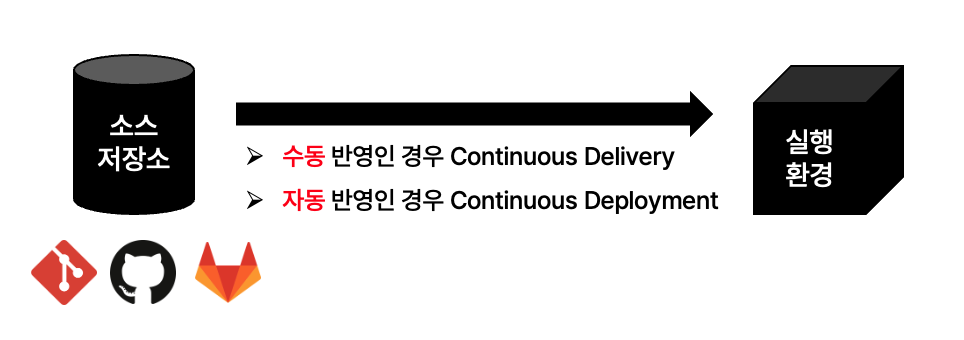 소스
저장소
수동 반영인 경우 Continuous Delivery
자동 반영인 경우 Continuous Deployment
실행
환경